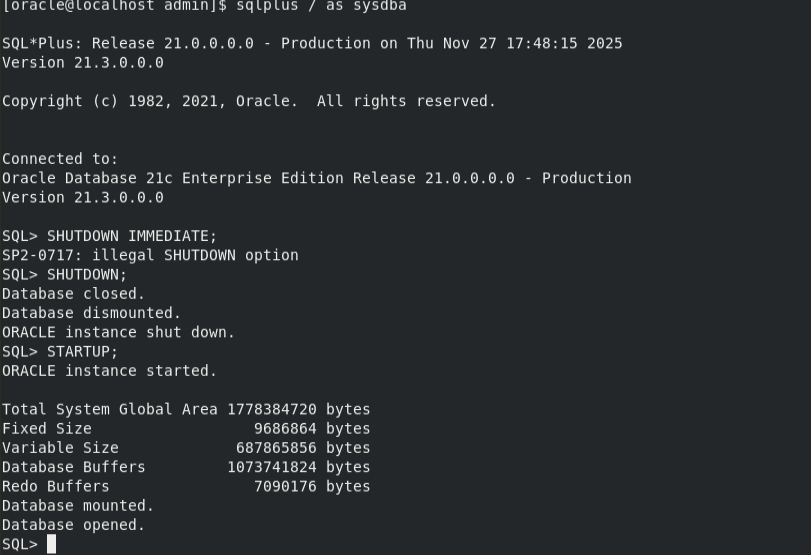 [oracle@localhost admin]$ sqlplus / as sysdba
SQL*Plus: Release 21.0.0.0.0 - Production on Thu Nov 27 17:48:15 2025
Version 21.3.0.0.0
Copyright (c) 1982, 2021, Oracle.  All rights reserved.
Connected to:
Oracle Database 21c Enterprise Edition Release 21.0.0.0.0 - Production
Version 21.3.0.0.0
SQL> SHUTDOWN IMMEDIATE;
SP2-0717: illegal SHUTDOWN option
SQL> SHUTDOWN;
Database closed.
Database dismounted.
ORACLE instance shut down.
SQL> STARTUP;
ORACLE instance started.
Total System Global Area 1778384720 bytes
Fixed Size                  9686864 bytes
Variable Size             687865856 bytes
Database Buffers         1073741824 bytes
Redo Buffers                7090176 bytes
Database mounted.
Database opened.
SQL>